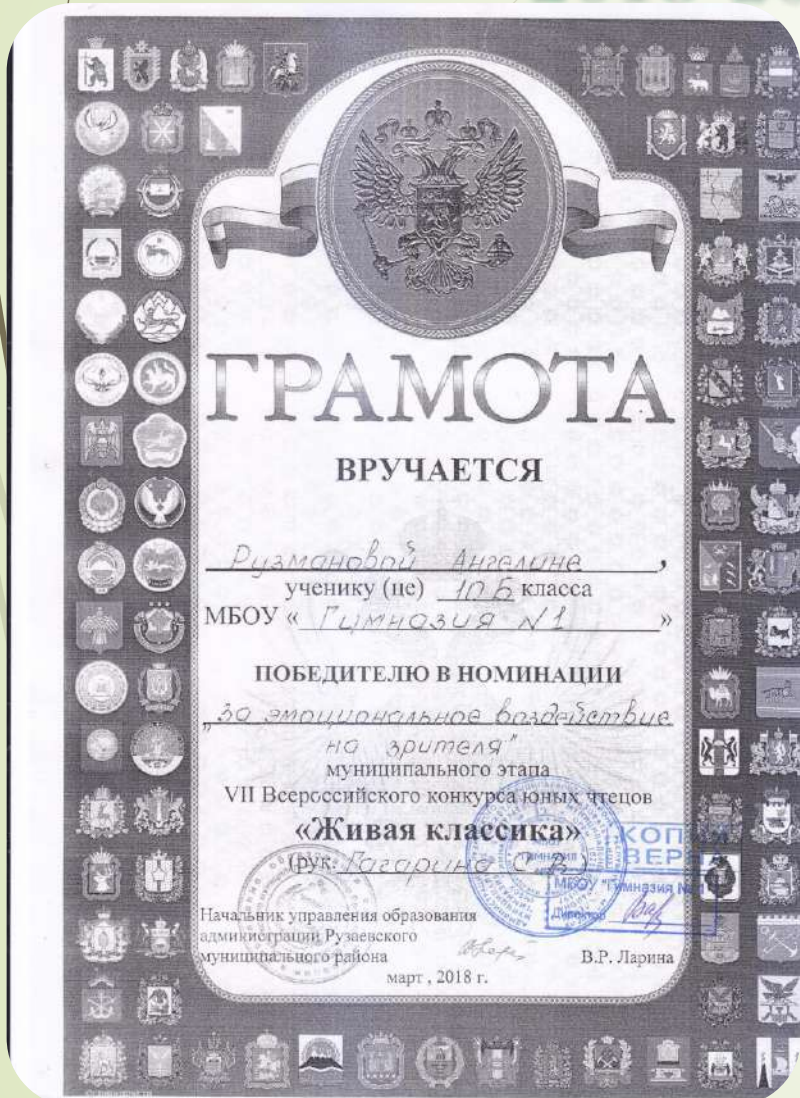 ГРАМОТА
ВРУЧАЕТСЯ
Рузмановой Ангелине,
ученику (це) 10 Б класса
МБОУ « Гимназия №1 »
ПОБЕДИТЕЛЮ В НОМИНАЦИИ
„за эмоциональное воздействие
на зрителя"
муниципального этапа
VII Всероссийского конкурса юных чтецов
«Живая классика»
(рук. Гагарина С.В.)
КОПИЯ
ВЕРНА
МБОУ "Гимназия №1"
Директор
Начальник управления образования
администрации Рузаевского
муниципального района
В.Р. Ларина
март, 2018 г.